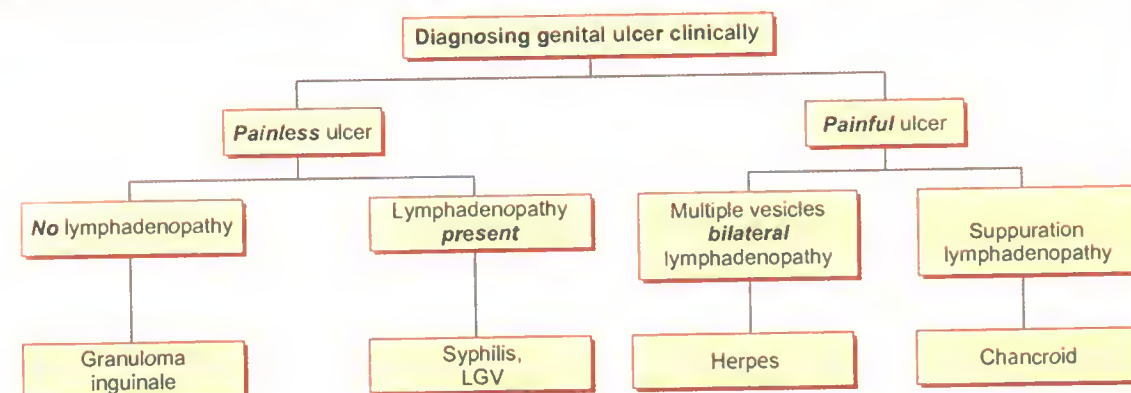 Diagnosing genital ulcer clinically
Painless ulcer
Painful ulcer
No lymphadenopathy
Lymphadenopathy
present
Multiple vesicles
bilateral
lymphadenopathy
Suppuration
lymphadenopathy
Granuloma
inguinale
Syphilis,
LGV
Herpes
Chancroid